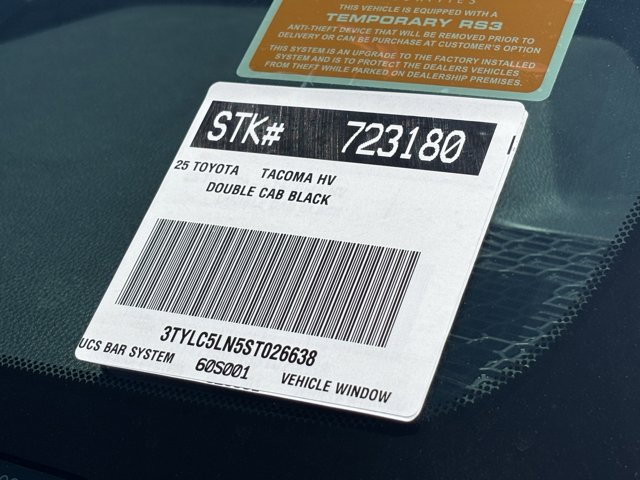 THIS VEHICLE IS EQUIPPED WITH A
TEMPORARY RS3
ANTI-THEFT DEVICE THAT WILL BE REMOVED PRIOR TO
DELIVERY OR CAN BE PURCHASE AT CUSTOMER'S OPTION
THIS SYSTEM IS AN UPGRADE TO THE FACTORY INSTALLED
SYSTEM AND IS TO PROTECT THE DEALERS VEHICLES
FROM THEFT WHILE PARKED ON DEALERSHIP PREMISES.
STK# 723180
25 TOYOTA TACOMA HV
DOUBLE CAB BLACK
3TYLC5LN5ST026638
UCS BAR SYSTEM 60S001 VEHICLE WINDOW